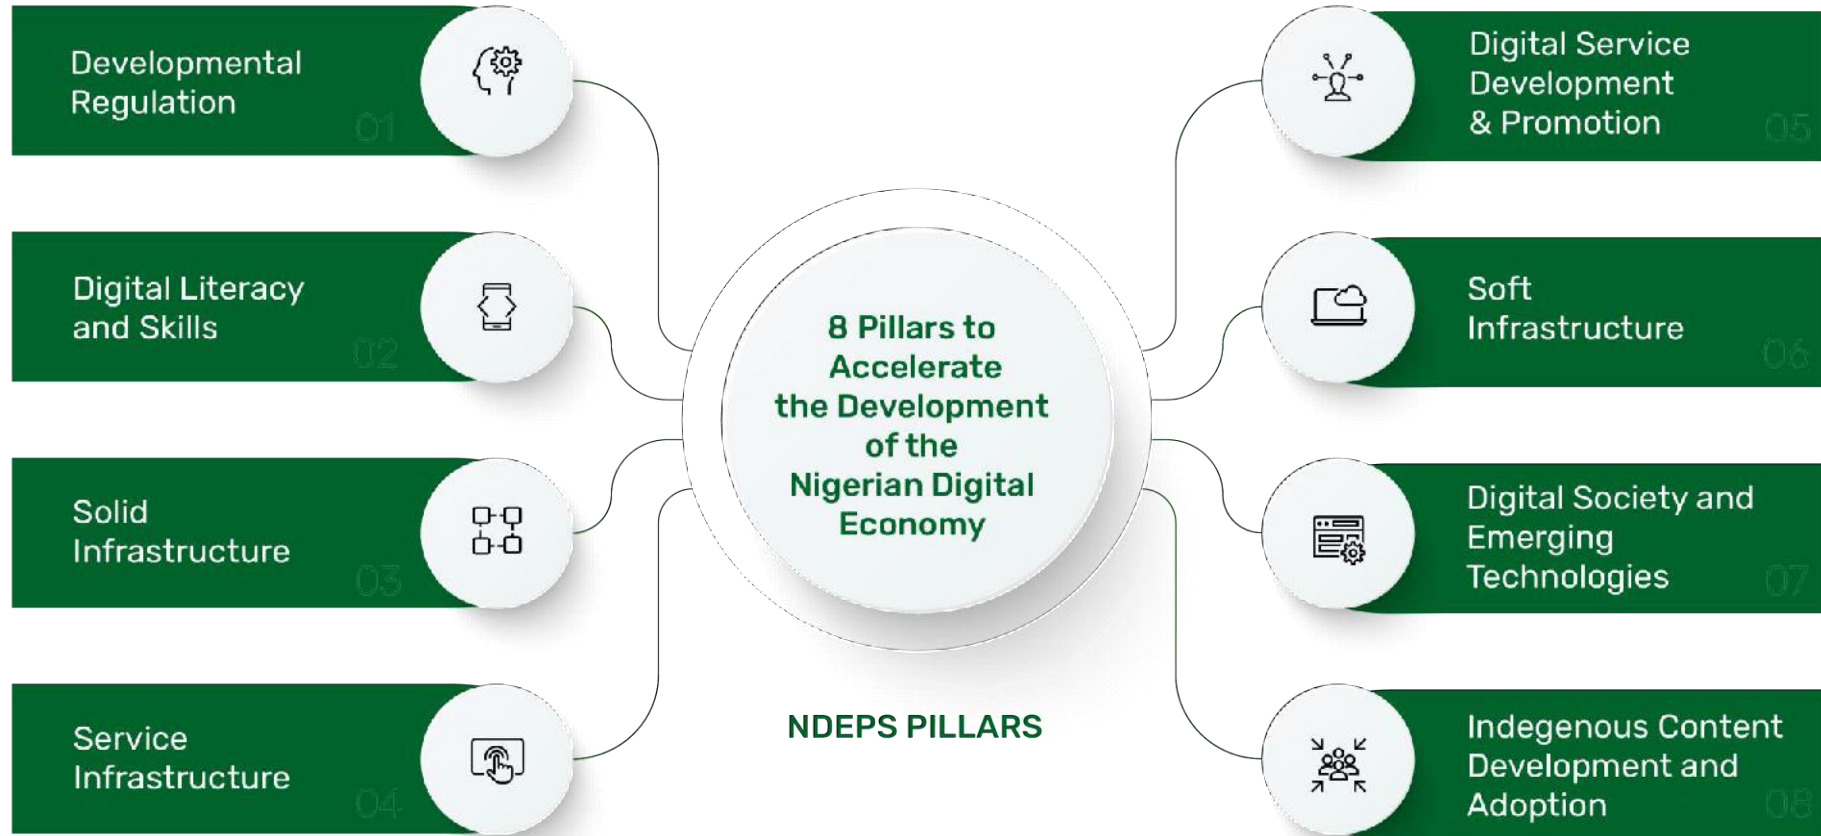 Developmental
Regulation
01
Digital Literacy
and Skills
02
Solid
Infrastructure
03
Service
Infrastructure
04
8 Pillars to
Accelerate
the Development
of the
Nigerian Digital
Economy
NDEPS PILLARS
Digital Service
Development
& Promotion
05
Soft
Infrastructure
06
Digital Society and
Emerging
Technologies
07
Indegenous Content
Development and
Adoption
08